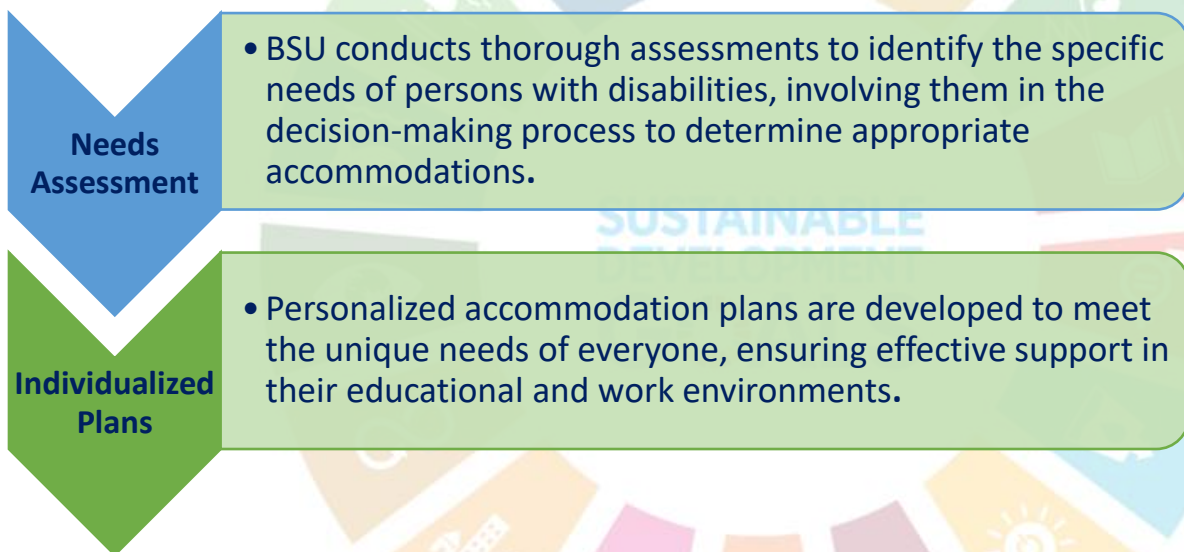 Needs
Assessment
• BSU conducts thorough assessments to identify the specific
needs of persons with disabilities, involving them in the
decision-making process to determine appropriate
accommodations.
SUSTAINABLE
DEVELOPMENT
Individualized
Plans
• Personalized accommodation plans are developed to meet
the unique needs of everyone, ensuring effective support in
their educational and work environments.